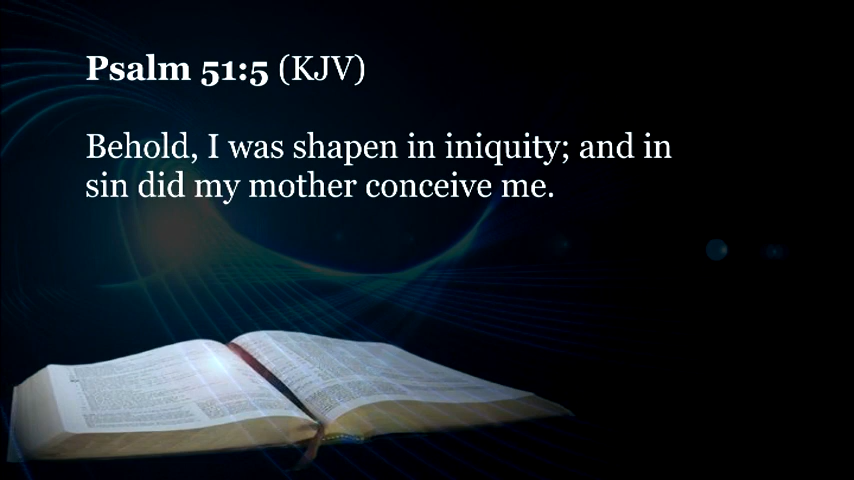 Psalm 51:5 (KJV)
Behold, I was shapen in iniquity; and in
sin did my mother conceive me.